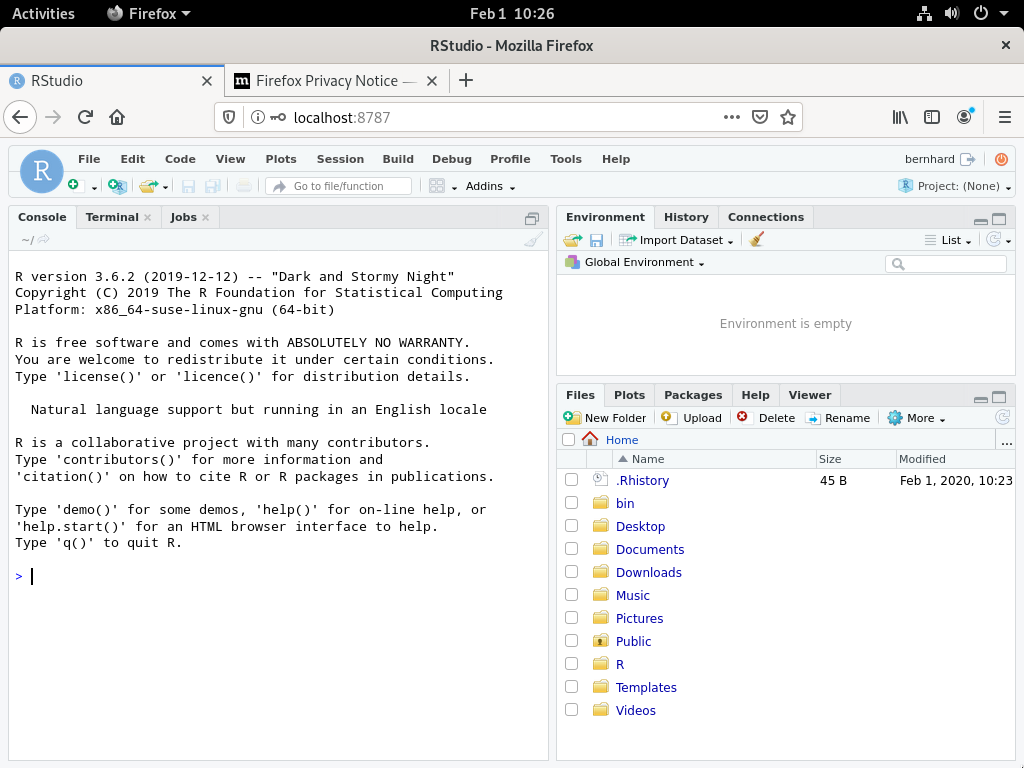 Activities Firefox Feb 1 10:26
RStudio - Mozilla Firefox
RStudio
Firefox Privacy Notice —
localhost:8787
File Edit Code View Plots Session Build Debug Profile Tools Help
bernhard
Go to file/function
Addins
Project: (None)
Console Terminal Jobs
~/
R version 3.6.2 (2019-12-12) -- "Dark and Stormy Night"
Copyright (C) 2019 The R Foundation for Statistical Computing
Platform: x86_64-suse-linux-gnu (64-bit)
R is free software and comes with ABSOLUTELY NO WARRANTY.
You are welcome to redistribute it under certain conditions.
Type 'license()' or 'licence()' for distribution details.
Natural language support but running in an English locale
R is a collaborative project with many contributors.
Type 'contributors()' for more information and
'citation()' on how to cite R or R packages in publications.
Type 'demo()' for some demos, 'help()' for on-line help, or
'help.start()' for an HTML browser interface to help.
Type 'q()' to quit R.
>
Environment History Connections
Import Dataset
List
Global Environment
Environment is empty
Files Plots Packages Help Viewer
New Folder Upload Delete Rename More
Home
...
Name Size Modified
.Rhistory 45 B Feb 1, 2020, 10:23
bin
Desktop
Documents
Downloads
Music
Pictures
Public
R
Templates
Videos